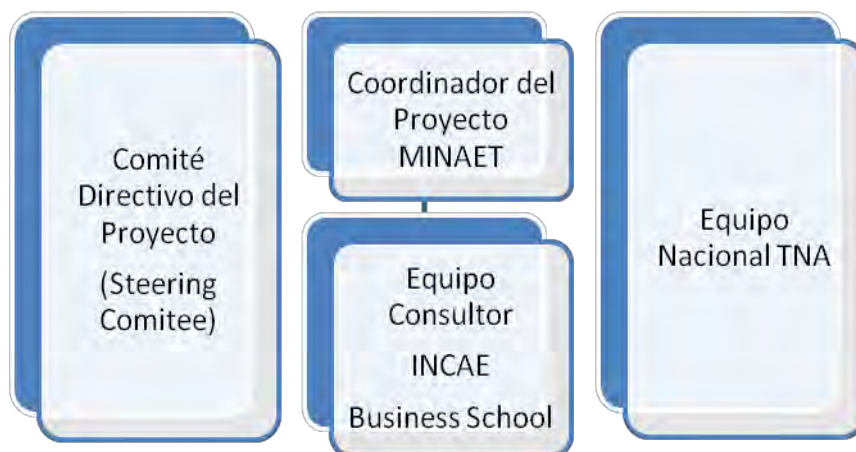 Comité
Directivo del
Proyecto
(Steering
Comitee)
Coordinador del
Proyecto
MINAET
Equipo
Consultor
INCAE
Business School
Equipo
Nacional TNA